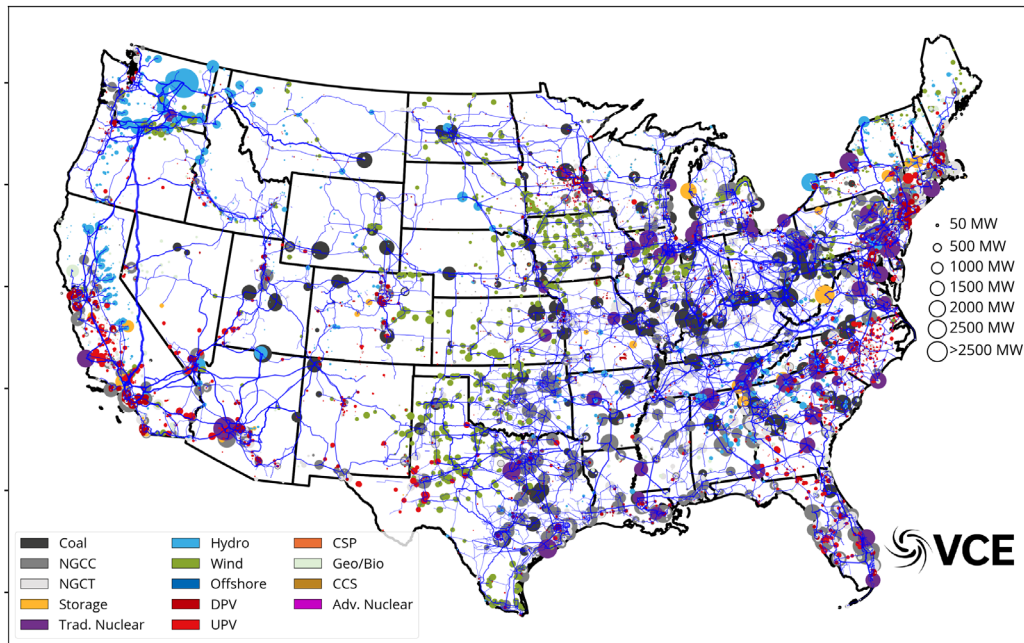 50 MW
500 MW
1000 MW
1500 MW
2000 MW
2500 MW
>2500 MW
VCE
Coal
NGCC
NGCT
Storage
Trad. Nuclear
Hydro
Wind
Offshore
DPV
UPV
CSP
Geo/Bio
CCS
Adv. Nuclear